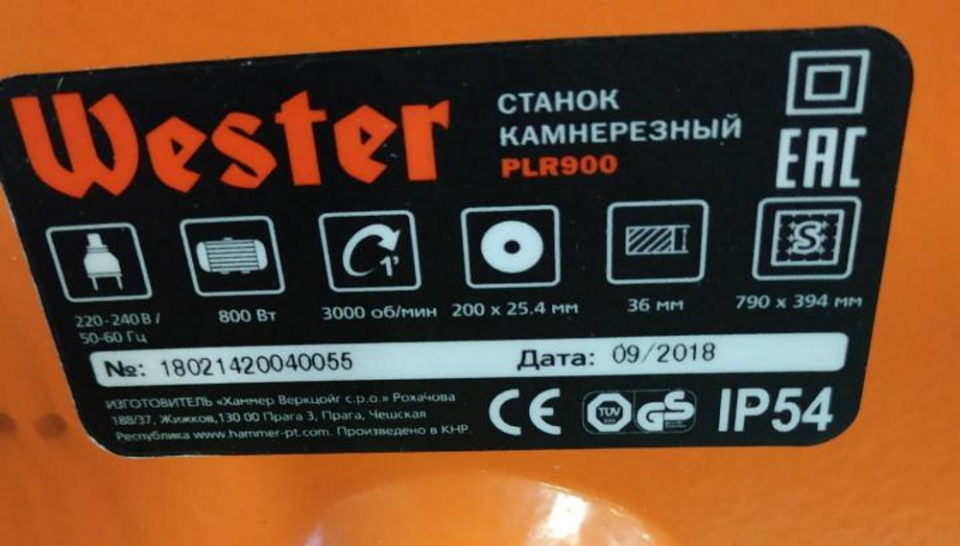 Wester
СТАНОК
КАМНЕРЕЗНЫЙ
PLR900
EAC
1'
S
220-240 В /
50-60 Гц
800 Вт
3000 об/мин
200 x 25.4 мм
36 мм
790 x 394 мм
№: 18021420040055
Дата: 09/2018
ИЗГОТОВИТЕЛЬ «Хаммер Веркцойг с.р.о.» Рохачова
188/37, Жижков,130 00 Прага 3, Прага, Чешская
Республика www.hammer-pt.com. Произведено в КНР.
CE
TÜV
GS
IP54